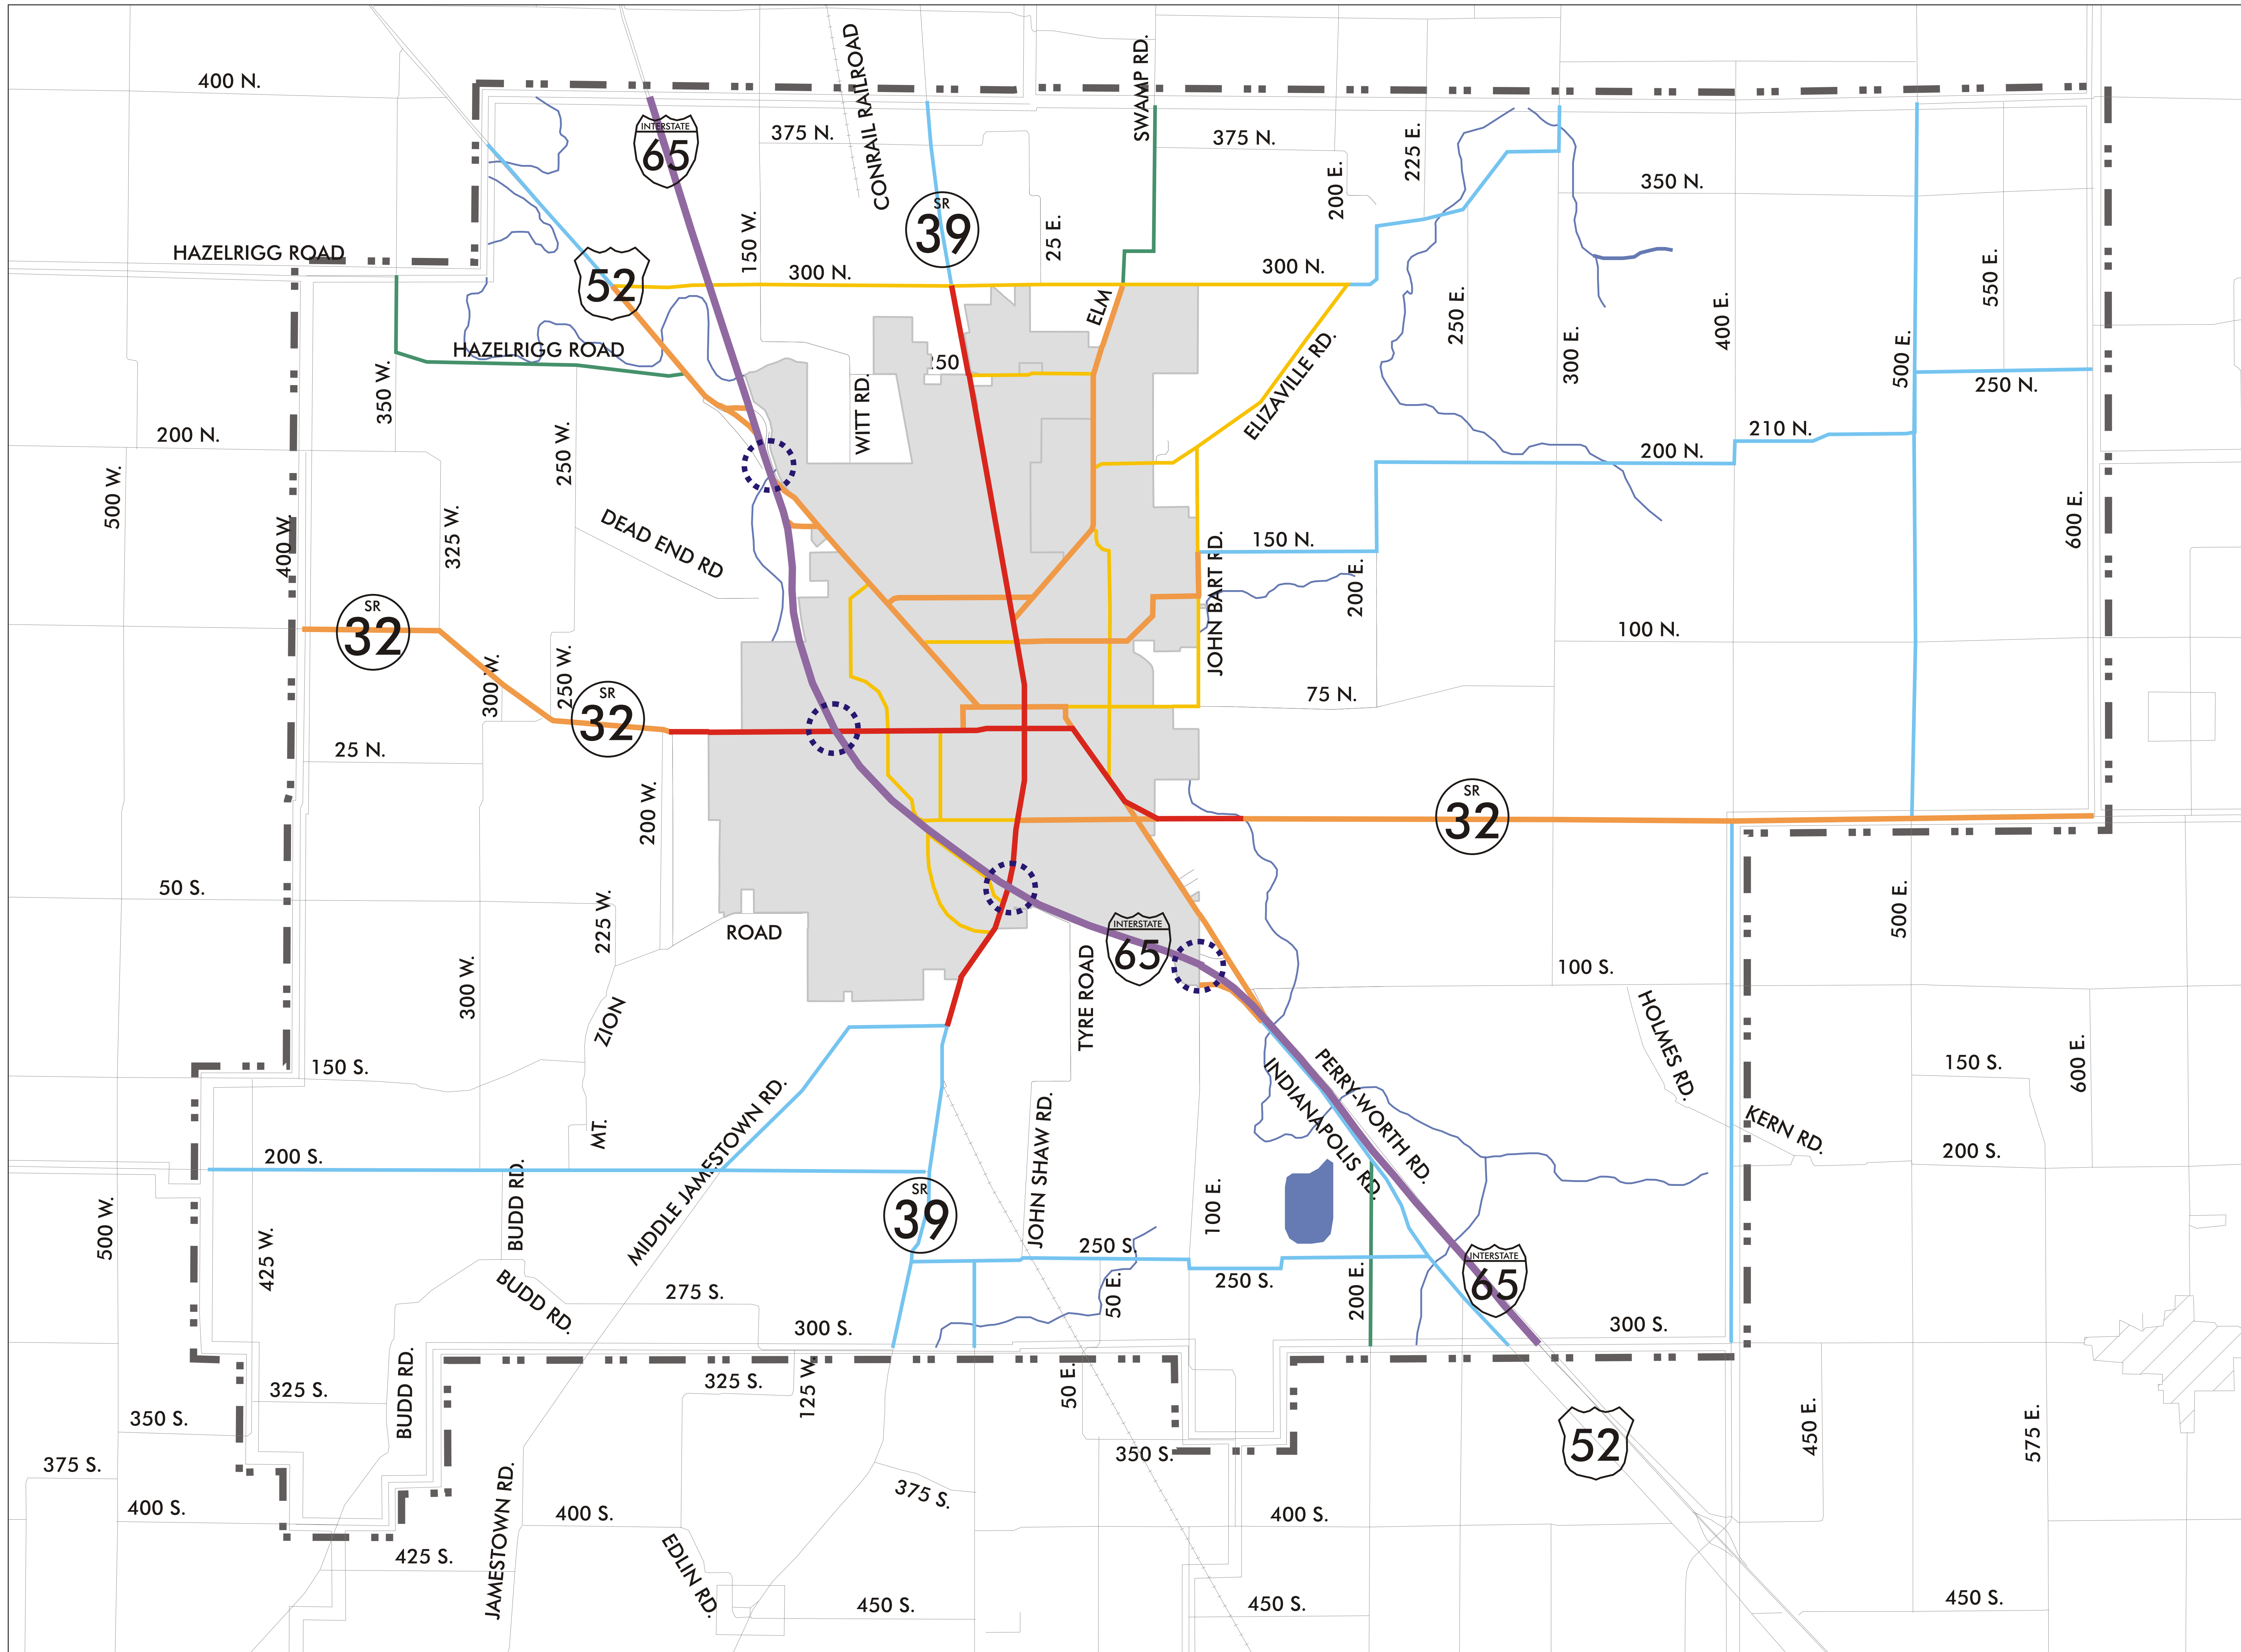 400 N.
CONRAIL RAILROAD
SWAMP RD.
INTERSTATE
65
375 N.
375 N.
225 E.
350 N.
200 E.
SR
39
150 W.
25 E.
HAZELRIGG ROAD
52
300 N.
300 N.
550 E.
ELM
250 E.
400 E.
HAZELRIGG ROAD
250
ELIZAVILLE RD.
300 E.
500 E.
350 W.
WITT RD.
250 N.
200 N.
250 W.
210 N.
200 N.
500 W.
400 W.
325 W.
DEAD END RD
JOHN BART RD.
150 N.
600 E.
200 E.
SR
32
100 N.
300 W.
250 W.
SR
32
75 N.
25 N.
200 W.
SR
32
50 S.
225 W.
ROAD
INTERSTATE
65
500 E.
300 W.
ZION
TYRE ROAD
100 S.
HOLMES RD.
150 S.
PERRY-WORTH RD.
INDIANAPOLIS RD.
150 S.
600 E.
MT.
MIDDLE JAMESTOWN RD.
JOHN SHAW RD.
KERN RD.
200 S.
200 S.
500 W.
425 W.
BUDD RD.
SR
39
100 E.
250 S.
250 S.
BUDD RD.
275 S.
50 E.
200 E.
INTERSTATE
65
300 S.
300 S.
BUDD RD.
325 S.
325 S.
125 W.
50 E.
350 S.
350 S.
52
450 E.
575 E.
375 S.
375 S.
400 S.
JAMESTOWN RD.
400 S.
400 S.
425 S.
EDLIN RD.
450 S.
450 S.
450 S.